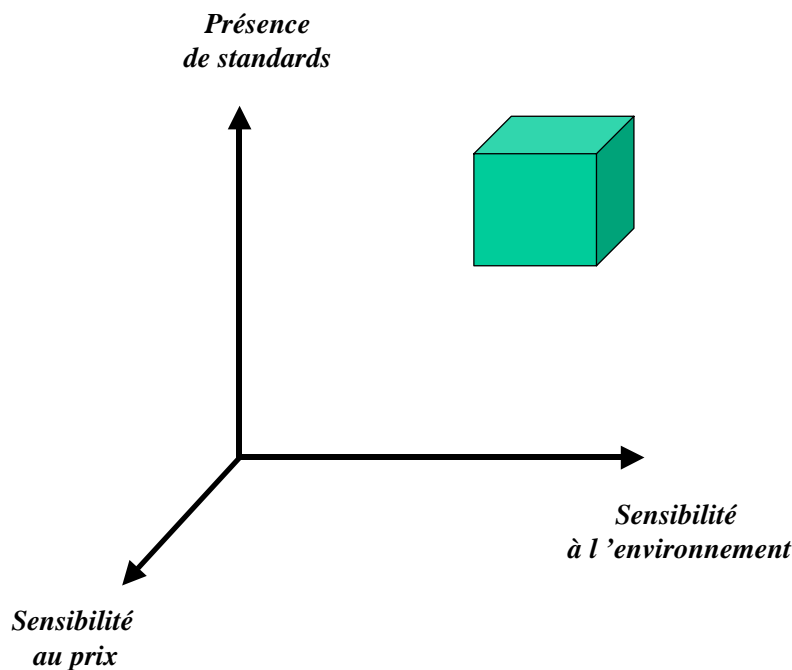 Présence
de standards
Sensibilité
à l ’environnement
Sensibilité
au prix